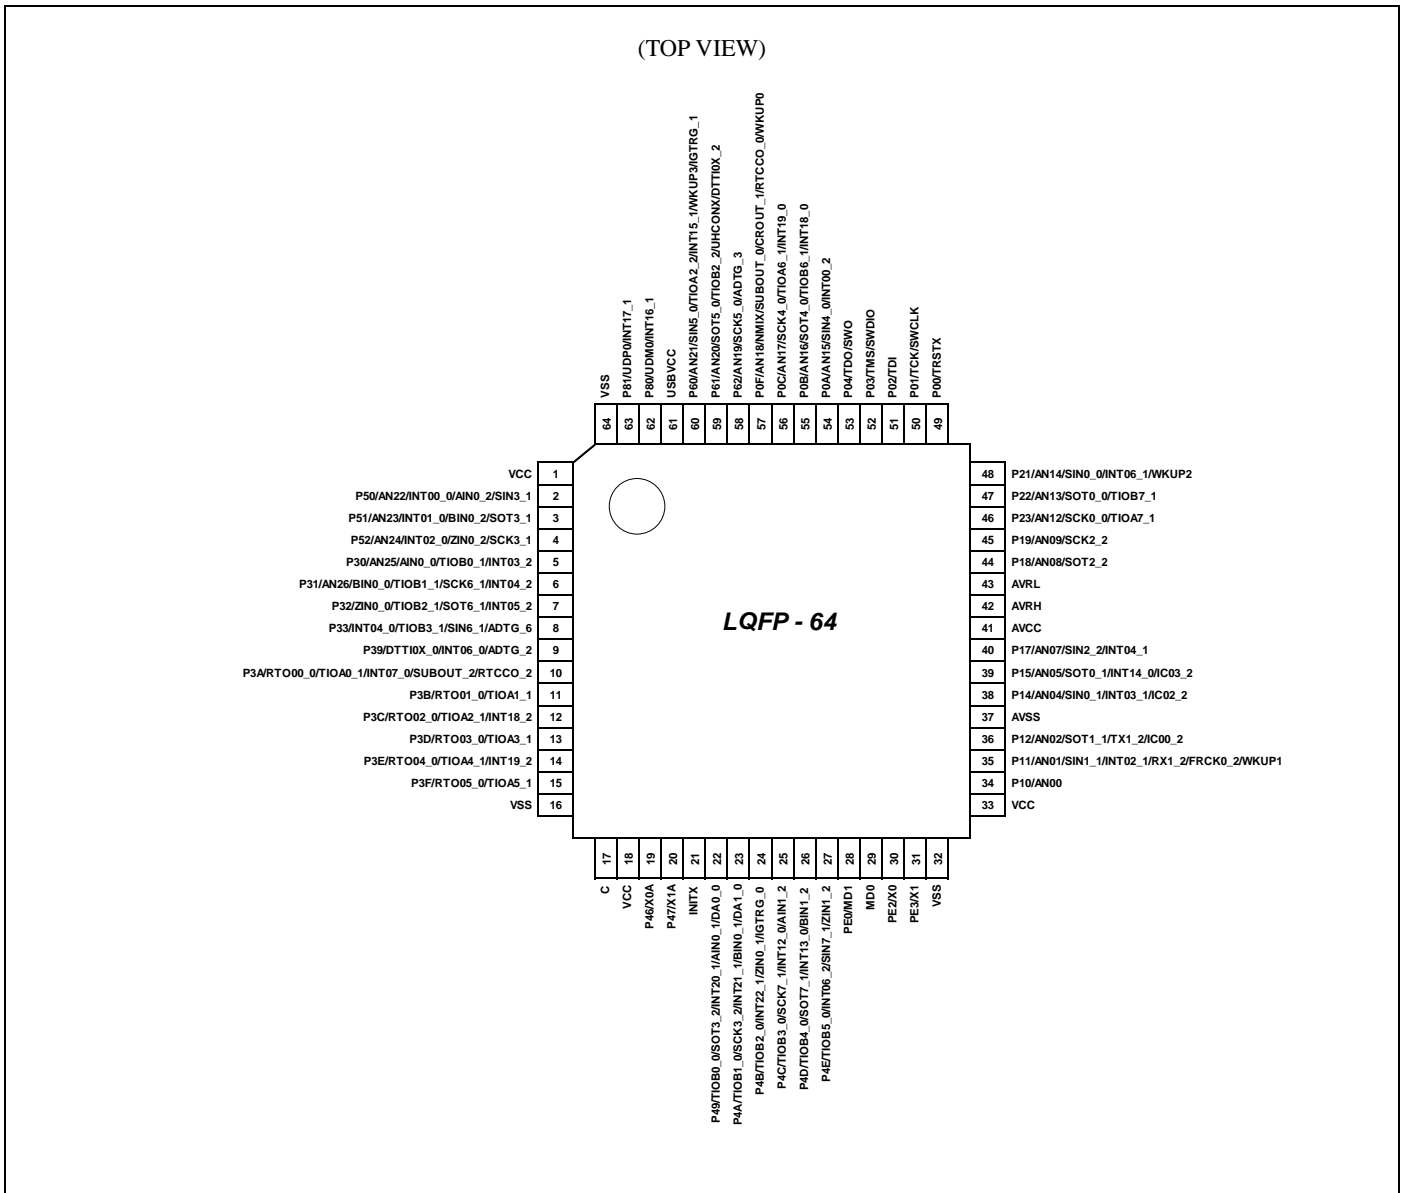 (TOP VIEW)
VSS
P81/UDP0/INT17_1
P80/UDM0/INT16_1
USBVCC
P60/AN21/SIN5_0/TIOA2_2/INT15_1/WKUP3/IGTRG_1
P61/AN20/SOT5_0/TIOB2_2/UHCONX/DTTI0X_2
P62/AN19/SCK5_0/ADTG_3
P0F/AN18/NMIX/SUBOUT_0/CROUT_1/RTCCO_0/WKUP0
P0C/AN17/SCK4_0/TIOA6_1/INT19_0
P0B/AN16/SOT4_0/TIOB6_1/INT18_0
P0A/AN15/SIN4_0/INT00_2
P04/TDO/SWO
P03/TMS/SWDIO
P02/TDI
P01/TCK/SWCLK
P00/TRSTX
64 63 62 61 60 59 58 57 56 55 54 53 52 51 50 49
VCC 1
P50/AN22/INT00_0/AIN0_2/SIN3_1 2
P51/AN23/INT01_0/BIN0_2/SOT3_1 3
P52/AN24/INT02_0/ZIN0_2/SCK3_1 4
P30/AN25/AIN0_0/TIOB0_1/INT03_2 5
P31/AN26/BIN0_0/TIOB1_1/SCK6_1/INT04_2 6
P32/ZIN0_0/TIOB2_1/SOT6_1/INT05_2 7
P33/INT04_0/TIOB3_1/SIN6_1/ADTG_6 8
P39/DTTI0X_0/INT06_0/ADTG_2 9
P3A/RTO00_0/TIOA0_1/INT07_0/SUBOUT_2/RTCCO_2 10
P3B/RTO01_0/TIOA1_1 11
P3C/RTO02_0/TIOA2_1/INT18_2 12
P3D/RTO03_0/TIOA3_1 13
P3E/RTO04_0/TIOA4_1/INT19_2 14
P3F/RTO05_0/TIOA5_1 15
VSS 16
LQFP - 64
48 P21/AN14/SIN0_0/INT06_1/WKUP2
47 P22/AN13/SOT0_0/TIOB7_1
46 P23/AN12/SCK0_0/TIOA7_1
45 P19/AN09/SCK2_2
44 P18/AN08/SOT2_2
43 AVRL
42 AVRH
41 AVCC
40 P17/AN07/SIN2_2/INT04_1
39 P15/AN05/SOT0_1/INT14_0/IC03_2
38 P14/AN04/SIN0_1/INT03_1/IC02_2
37 AVSS
36 P12/AN02/SOT1_1/TX1_2/IC00_2
35 P11/AN01/SIN1_1/INT02_1/RX1_2/FRCK0_2/WKUP1
34 P10/AN00
33 VCC
17 18 19 20 21 22 23 24 25 26 27 28 29 30 31 32
C
VCC
P46/X0A
P47/X1A
INITX
P49/TIOB0_0/SOT3_2/INT20_1/AIN0_1/DA0_0
P4A/TIOB1_0/SCK3_2/INT21_1/BIN0_1/DA1_0
P4B/TIOB2_0/INT22_1/ZIN0_1/IGTRG_0
P4C/TIOB3_0/SCK7_1/INT12_0/AIN1_2
P4D/TIOB4_0/SOT7_1/INT13_0/BIN1_2
P4E/TIOB5_0/INT06_2/SIN7_1/ZIN1_2
PE0/MD1
MD0
PE2/X0
PE3/X1
VSS